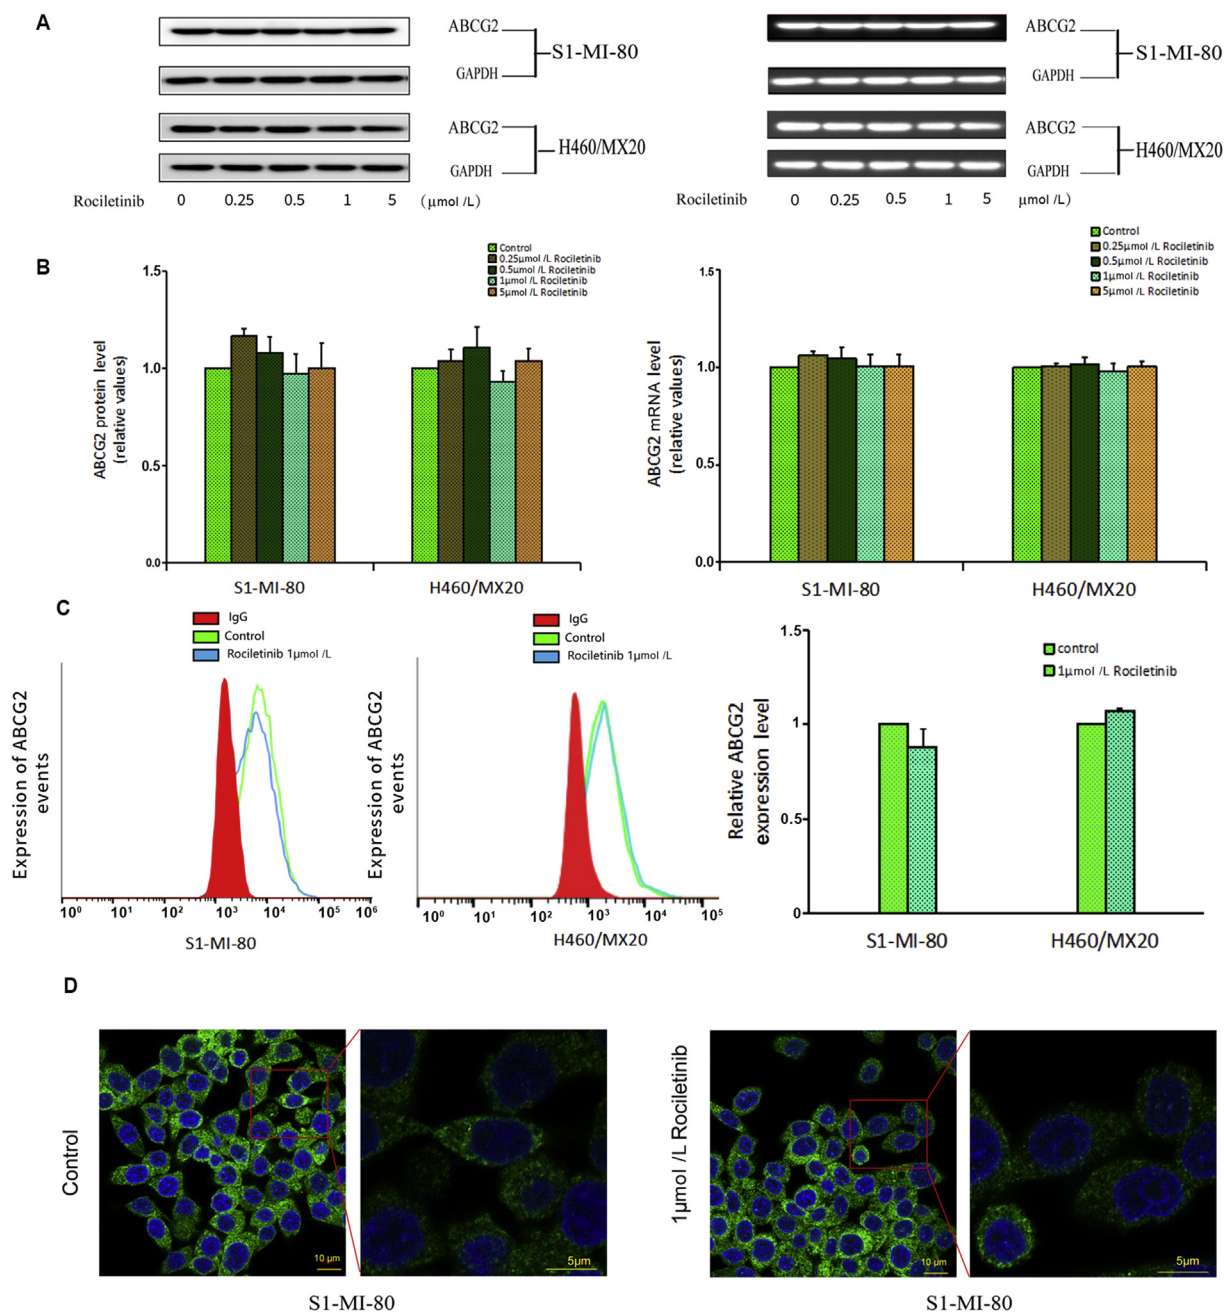 A
ABCG2
S1-MI-80
GAPDH
ABCG2
H460/MX20
GAPDH
Rociletinib 0 0.25 0.5 1 5 (μmol /L)
ABCG2
S1-MI-80
GAPDH
ABCG2
H460/MX20
GAPDH
Rociletinib 0 0.25 0.5 1 5 μmol /L)
B
Control
0.25μmol /L Rociletinib
0.5μmol /L Rociletinib
1μmol /L Rociletinib
5μmol /L Rociletinib
ABCG2 protein level
(relative values)
1.5
1.0
0.5
0.0
S1-MI-80 H460/MX20
Control
0.25μmol /L Rociletinib
0.5μmol /L Rociletinib
1μmol /L Rociletinib
5μmol /L Rociletinib
ABCG2 mRNA level
(relative values)
1.5
1.0
0.5
0.0
S1-MI-80 H460/MX20
C
IgG
Control
Rociletinib 1μmol /L
Expression of ABCG2
events
10⁰ 10¹ 10² 10³ 10⁴ 10⁵ 10⁶
S1-MI-80
IgG
Control
Rociletinib 1μmol /L
Expression of ABCG2
events
10⁰ 10¹ 10² 10³ 10⁴ 10⁵
H460/MX20
control
1μmol /L Rociletinib
Relative ABCG2
expression level
1.5
1
0.5
0
S1-MI-80 H460/MX20
D
Control
10 μm
5μm
S1-MI-80
1μmol /L Rociletinib
10 μm
5μm
S1-MI-80